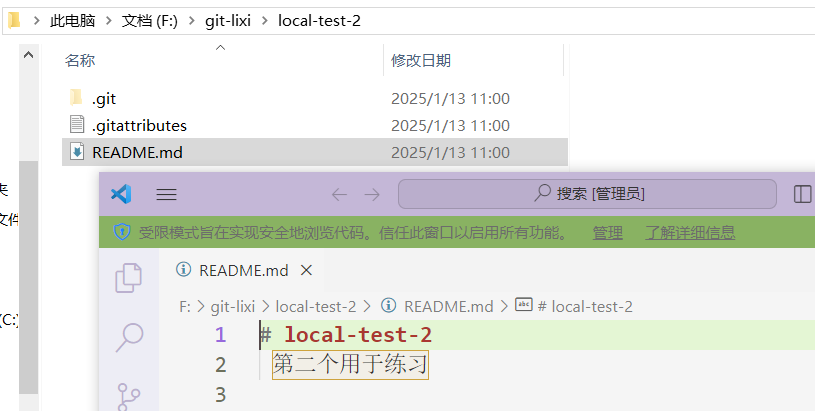 此电脑 > 文档 (F:) > git-lixi > local-test-2
名称 修改日期
.git 2025/1/13 11:00
.gitattributes 2025/1/13 11:00
README.md 2025/1/13 11:00
夹
文件
(C:)
搜索 [管理员]
受限模式旨在实现安全地浏览代码。信任此窗口以启用所有功能。 管理 了解详细信息
README.md
F: > git-lixi > local-test-2 > README.md > abc # local-test-2
1 # local-test-2
2 第二个用于练习
3